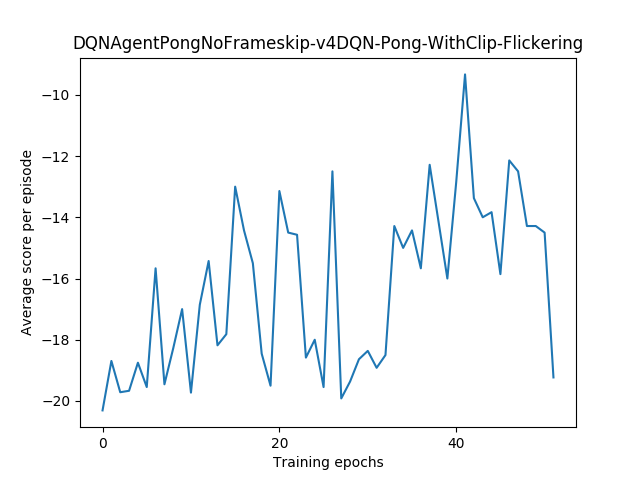 DQNAgentPongNoFrameskip-v4DQN-Pong-WithClip-Flickering
Average score per episode
−10
−12
−14
−16
−18
−20
0 20 40
Training epochs